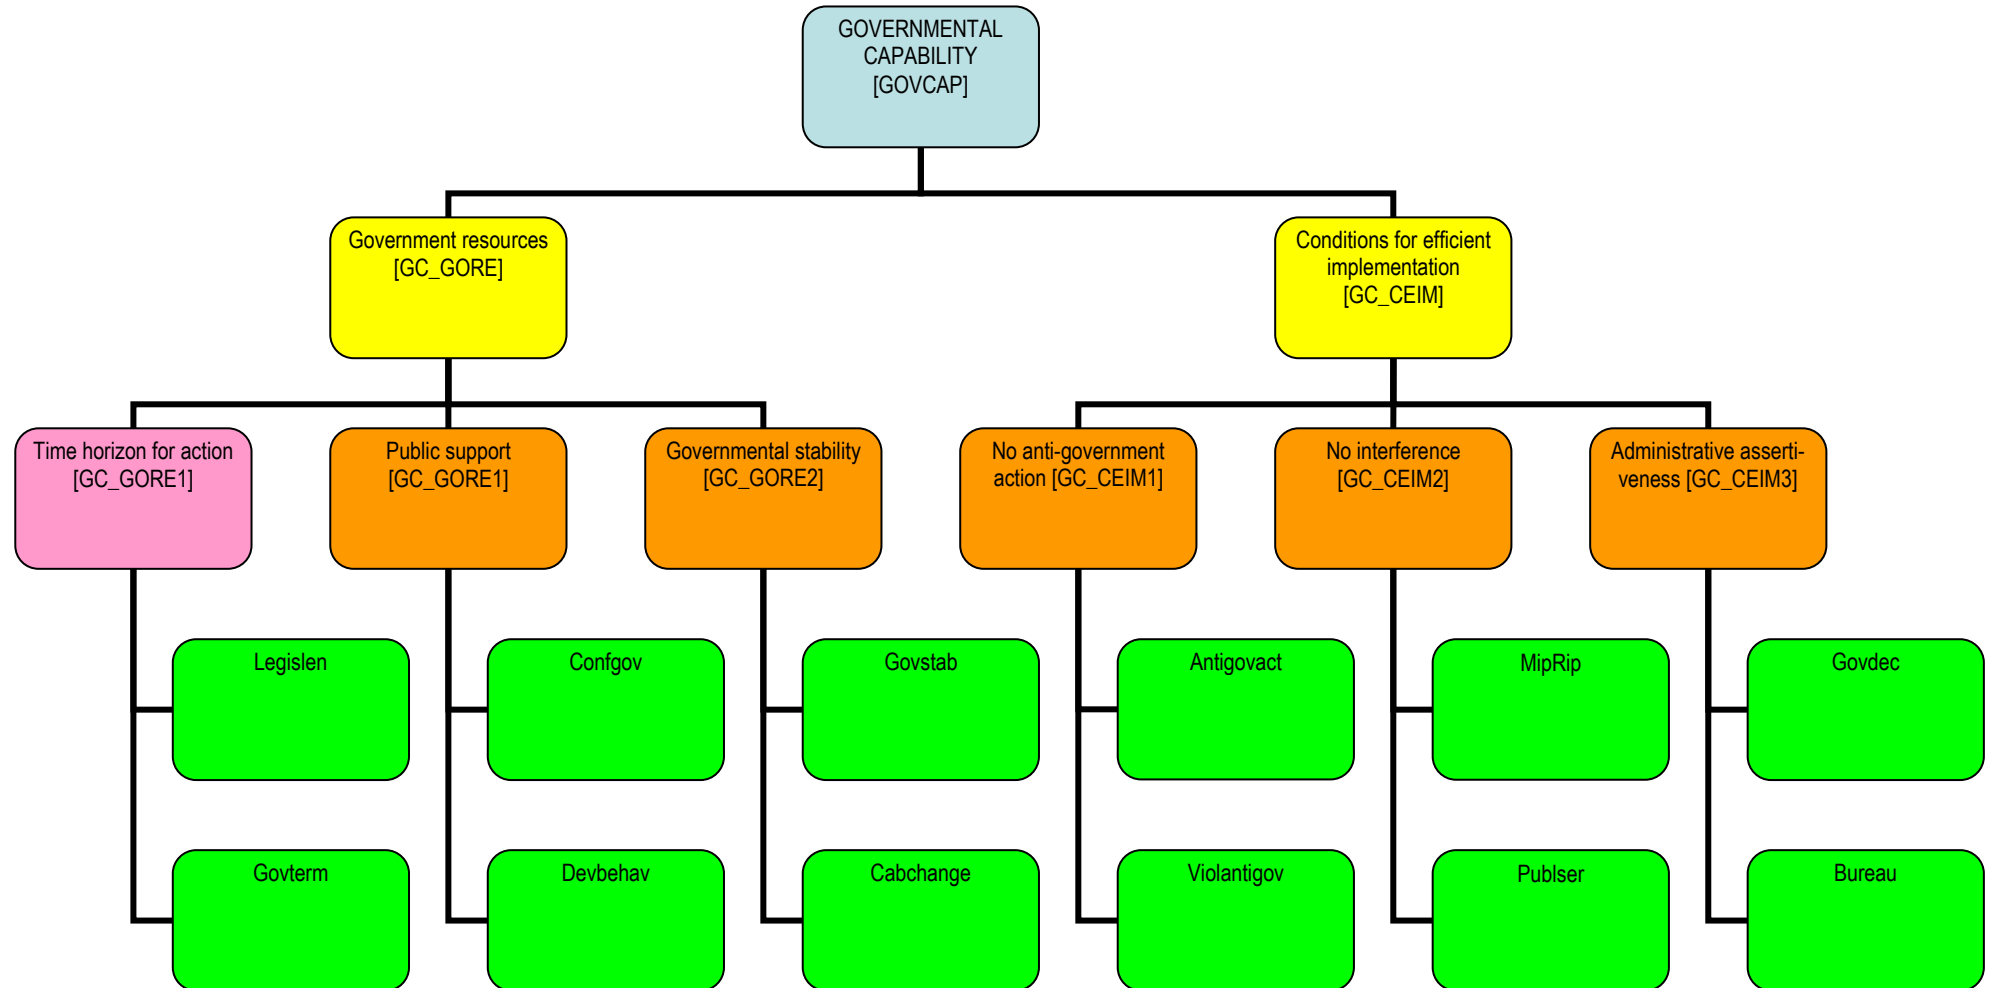 GOVERNMENTAL
CAPABILITY
[GOVCAP]
Government resources
[GC_GORE]
Conditions for efficient
implementation
[GC_CEIM]
Time horizon for action
[GC_GORE1]
Public support
[GC_GORE1]
Governmental stability
[GC_GORE2]
No anti-government
action [GC_CEIM1]
No interference
[GC_CEIM2]
Administrative asserti-
veness [GC_CEIM3]
Legislen
Confgov
Govstab
Antigovact
MipRip
Govdec
Govterm
Devbehav
Cabchange
Violantigov
Publser
Bureau